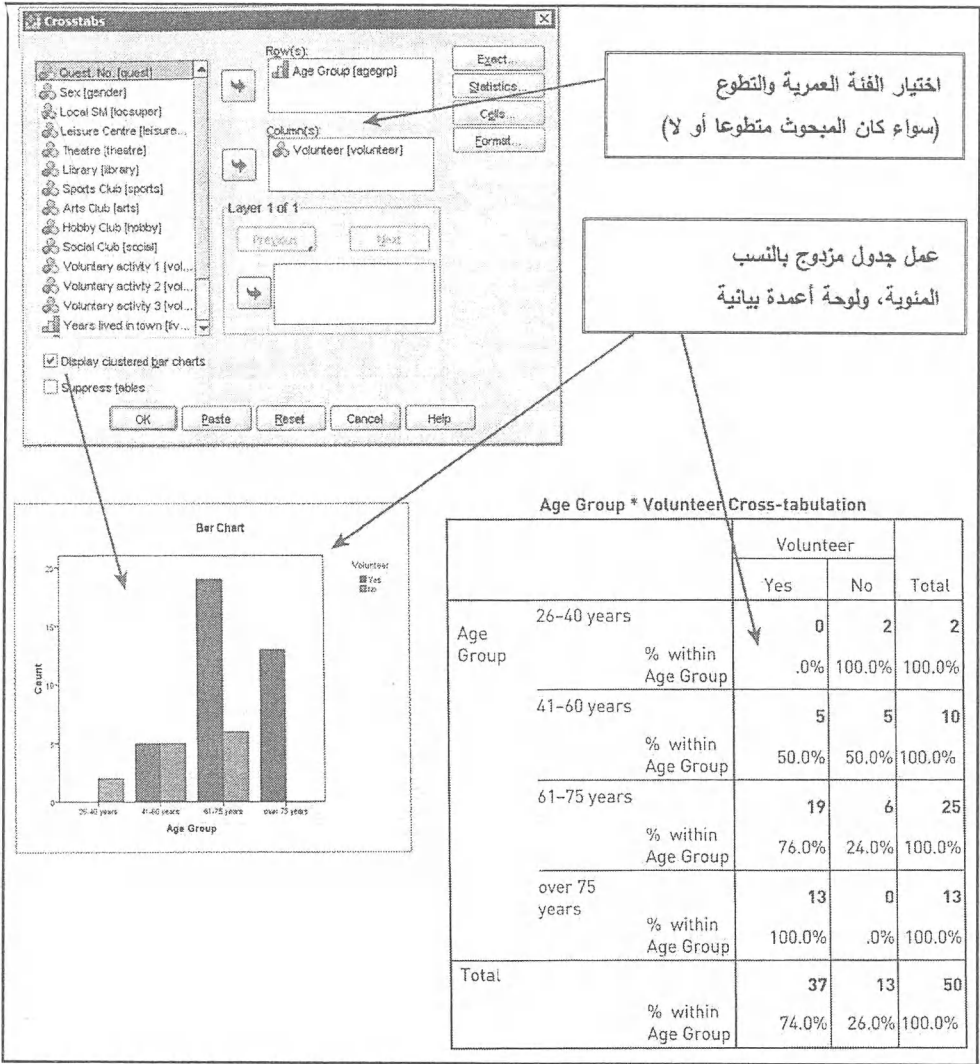 Crosstabs
Quest. No. [quest]
Sex [gender]
Local SM [locsuper]
Leisure Centre [leisure...
Theatre [theatre]
Library [library]
Sports Club [sports]
Arts Club [arts]
Hobby Club [hobby]
Social Club [social]
Voluntary activity 1 [vol...
Voluntary activity 2 [vol...
Voluntary activity 3 [vol...
Years lived in town [liv...
Row(s):
Age Group [agegrp]
Column(s):
Volunteer [volunteer]
Layer 1 of 1
Previous
Next
Exact...
Statistics...
Cells...
Format...
Display clustered bar charts
Suppress tables
OK
Paste
Reset
Cancel
Help
اختيار الفئة العمرية والتطوع
(سواء كان المبحوث متطوعا أو لا)
عمل جدول مزدوج بالنسب
المئوية، ولوحة أعمدة بيانية
Bar Chart
Volunteer
Yes
No
Count
20
15
10
5
0
26-40 years 41-60 years 61-75 years over 75 years
Age Group
Age Group * Volunteer Cross-tabulation
Volunteer
Yes No Total
Age
Group
26–40 years
0 2 2
% within
Age Group
.0% 100.0% 100.0%
41–60 years
5 5 10
% within
Age Group
50.0% 50.0% 100.0%
61–75 years
19 6 25
% within
Age Group
76.0% 24.0% 100.0%
over 75
years
13 0 13
% within
Age Group
100.0% .0% 100.0%
Total
37 13 50
% within
Age Group
74.0% 26.0% 100.0%